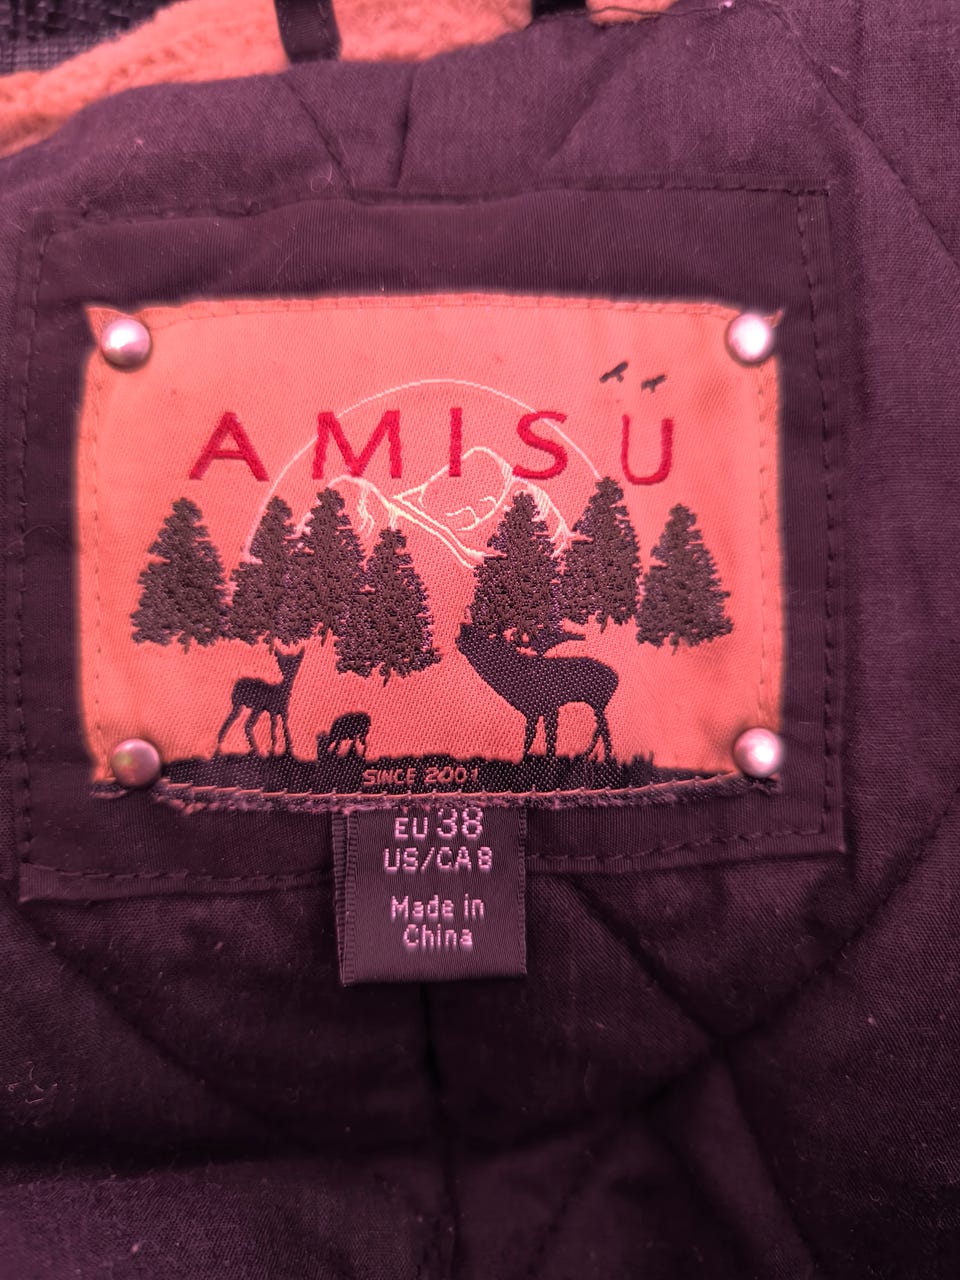 AMISU
SINCE 2001
EU 38
US/CA 8
Made in
China